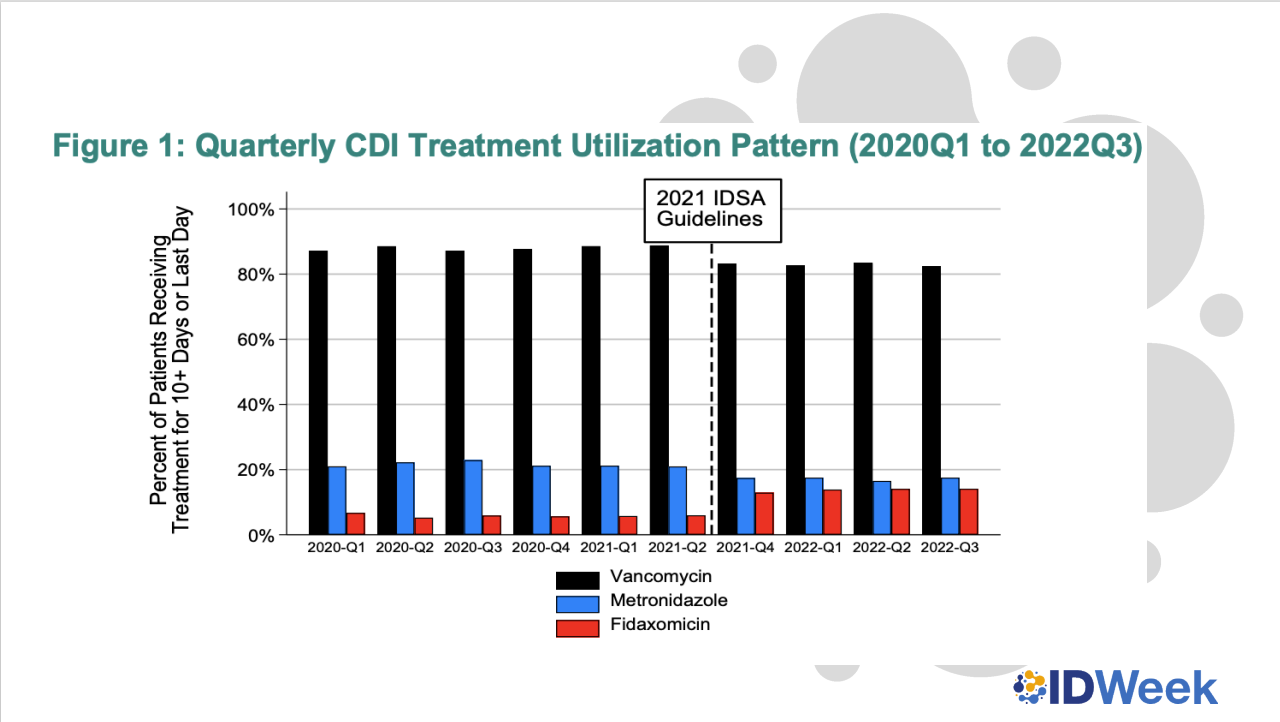 Figure 1: Quarterly CDI Treatment Utilization Pattern (2020Q1 to 2022Q3)
2021 IDSA
Guidelines
Percent of Patients Receiving
Treatment for 10+ Days or Last Day
100%
80%
60%
40%
20%
0%
2020-Q1 2020-Q2 2020-Q3 2020-Q4 2021-Q1 2021-Q2 2021-Q4 2022-Q1 2022-Q2 2022-Q3
Vancomycin
Metronidazole
Fidaxomicin
IDWeek